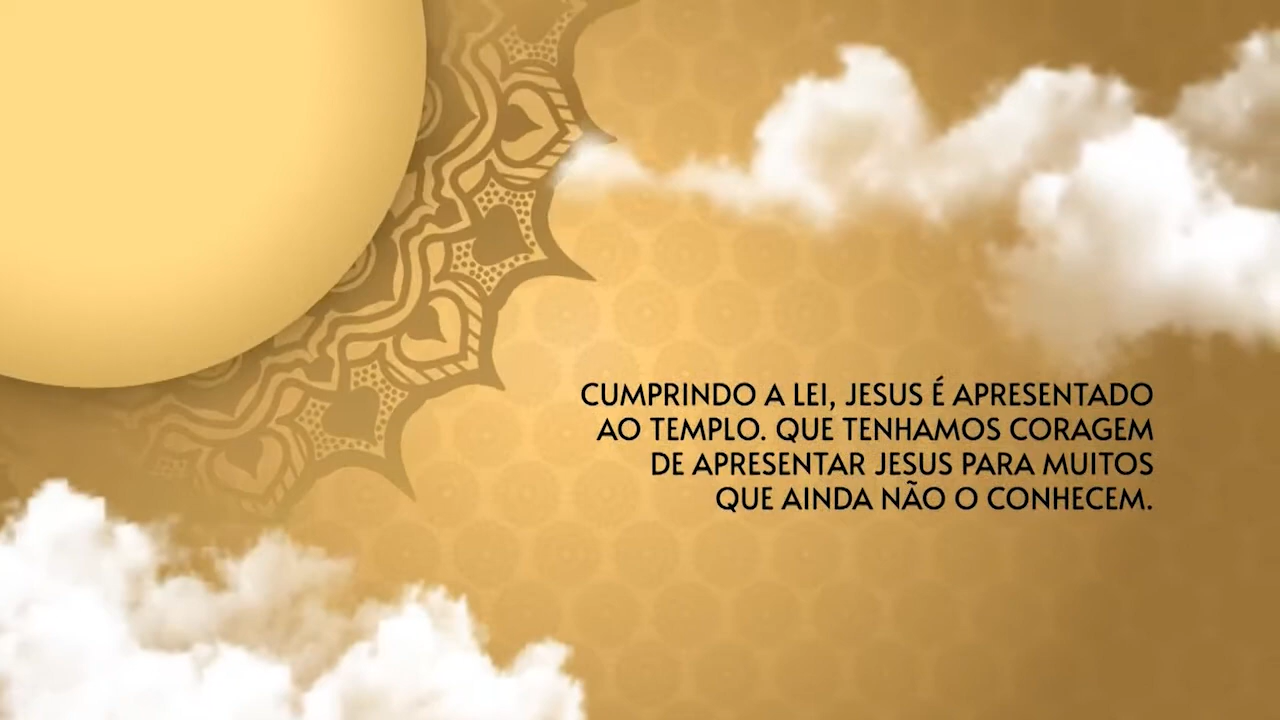 CUMPRINDO A LEI, JESUS É APRESENTADO
AO TEMPLO. QUE TENHAMOS CORAGEM
DE APRESENTAR JESUS PARA MUITOS
QUE AINDA NÃO O CONHECEM.